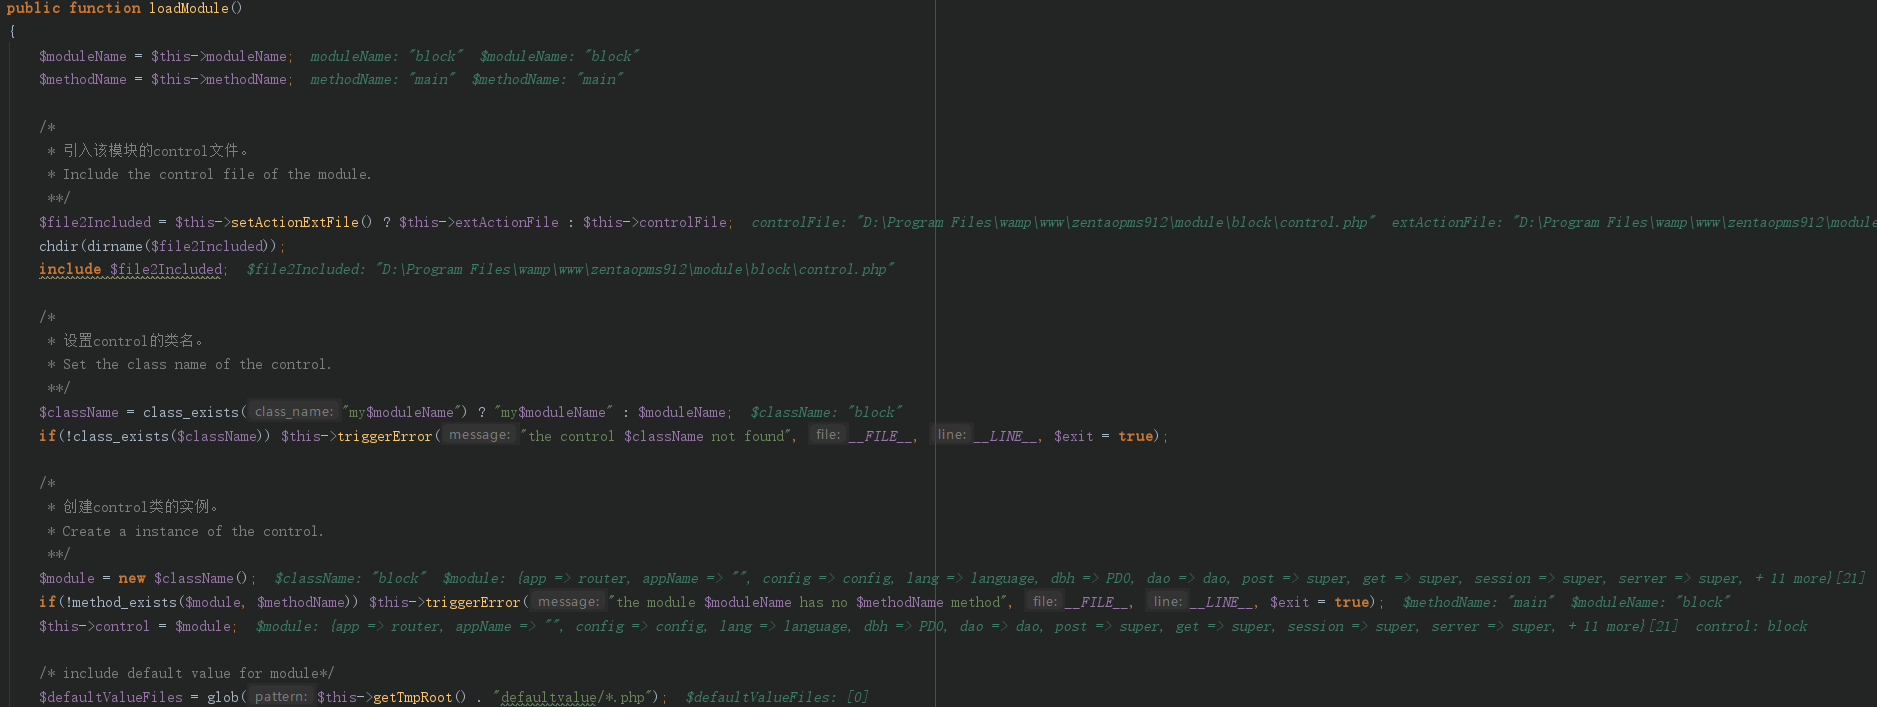 public function loadModule()
{
$moduleName = $this->moduleName; moduleName: "block" $moduleName: "block"
$methodName = $this->methodName; methodName: "main" $methodName: "main"
/*
* 引入该模块的control文件。
* Include the control file of the module.
**/
$file2Included = $this->setActionExtFile() ? $this->extActionFile : $this->controlFile; controlFile: "D:\Program Files\wamp\www\zentaopms912\module\block\control.php" extActionFile: "D:\Program Files\wamp\www\zentaopms912\module
chdir(dirname($file2Included));
include $file2Included; $file2Included: "D:\Program Files\wamp\www\zentaopms912\module\block\control.php"
/*
* 设置control的类名。
* Set the class name of the control.
**/
$className = class_exists( class_name: "my$moduleName") ? "my$moduleName" : $moduleName; $className: "block"
if(!class_exists($className)) $this->triggerError( message: "the control $className not found", file: __FILE__, line: __LINE__, $exit = true);
/*
* 创建control类的实例。
* Create a instance of the control.
**/
$module = new $className(); $className: "block" $module: {app => router, appName => "", config => config, lang => language, dbh => PDO, dao => dao, post => super, get => super, session => super, server => super, + 11 more}[21]
if(!method_exists($module, $methodName)) $this->triggerError( message: "the module $moduleName has no $methodName method", file: __FILE__, line: __LINE__, $exit = true); $methodName: "main" $moduleName: "block"
$this->control = $module; $module: {app => router, appName => "", config => config, lang => language, dbh => PDO, dao => dao, post => super, get => super, session => super, server => super, + 11 more}[21] control: block
/* include default value for module*/
$defaultValueFiles = glob( pattern: $this->getTmpRoot() . "defaultvalue/*.php"); $defaultValueFiles: [0]